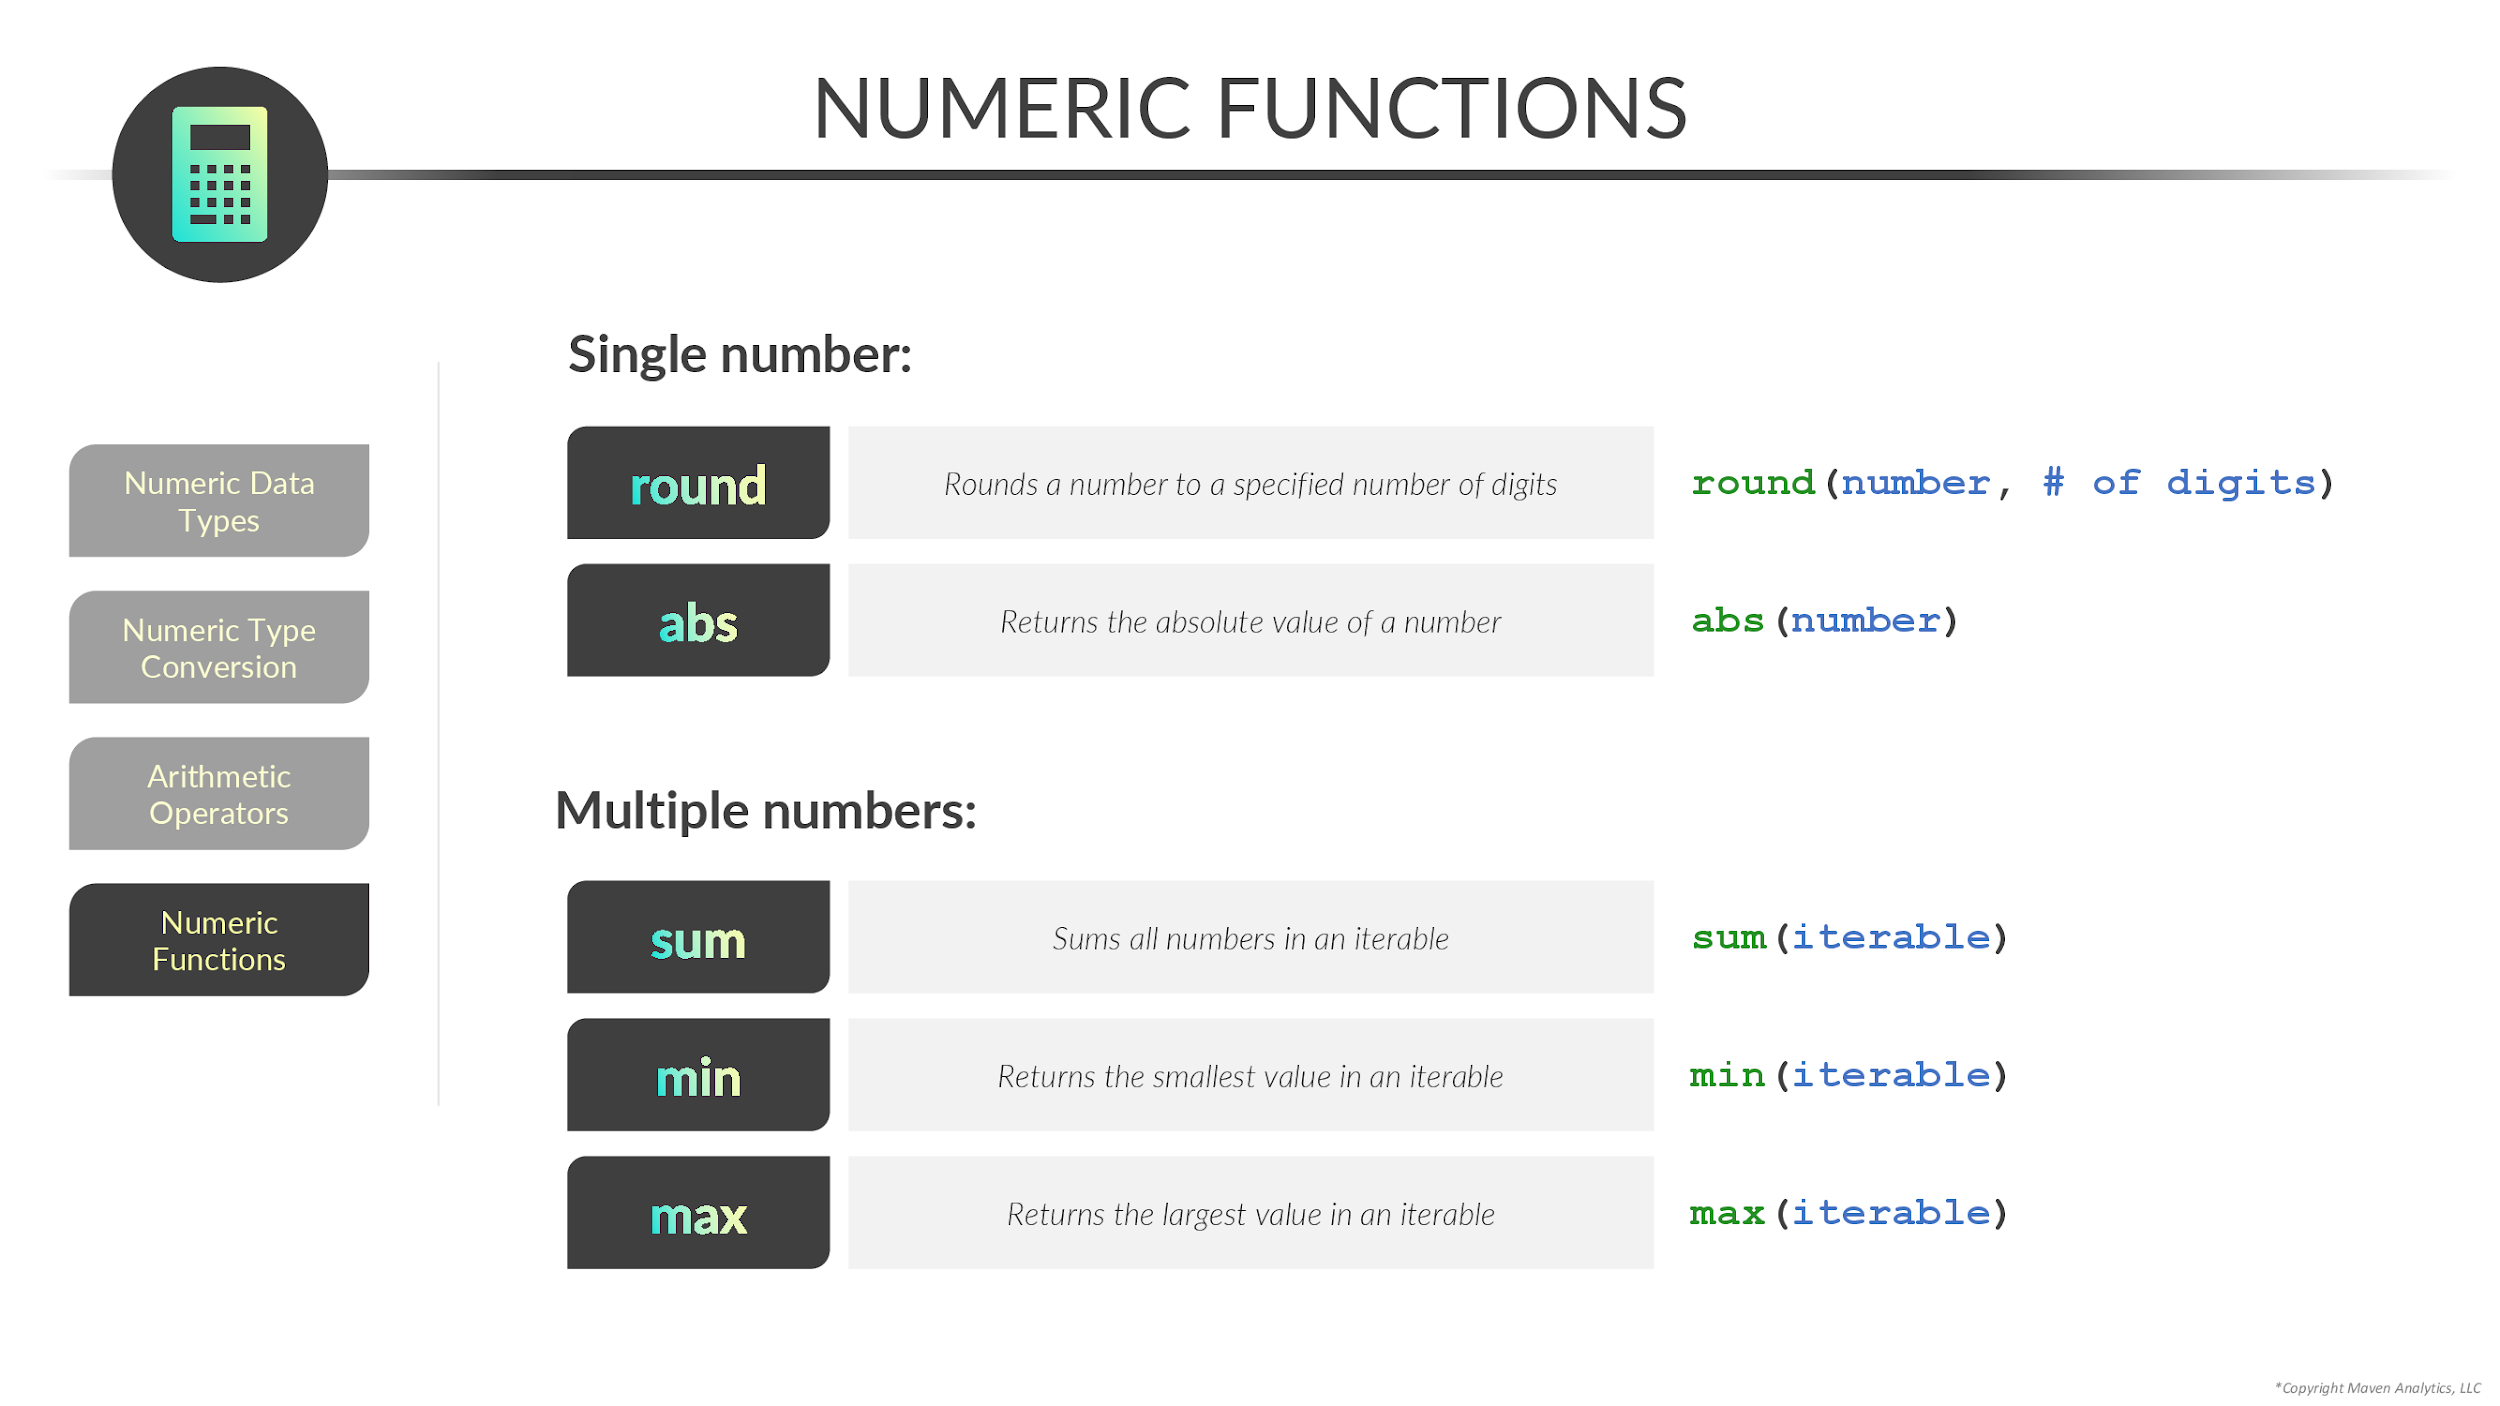 NUMERIC FUNCTIONS
Numeric Data
Types
Numeric Type
Conversion
Arithmetic
Operators
Numeric
Functions
Single number:
round
Rounds a number to a specified number of digits
round(number, # of digits)
abs
Returns the absolute value of a number
abs(number)
Multiple numbers:
sum
Sums all numbers in an iterable
sum(iterable)
min
Returns the smallest value in an iterable
min(iterable)
max
Returns the largest value in an iterable
max(iterable)
*Copyright Maven Analytics, LLC